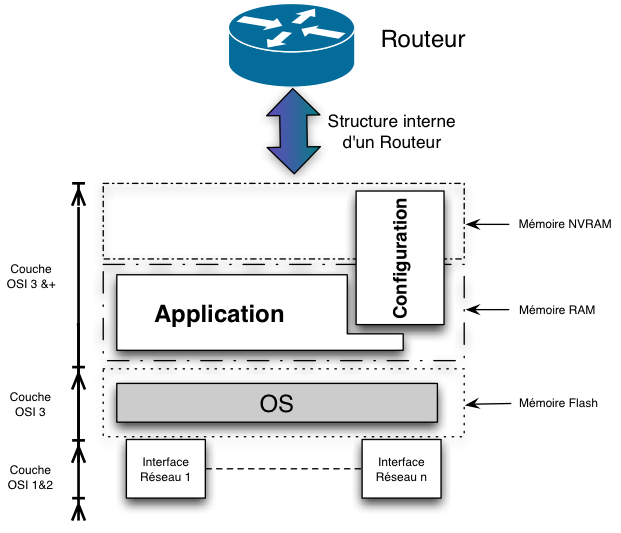 Routeur
Structure interne
d'un Routeur
Configuration
Mémoire NVRAM
Couche
OSI 3 &+
Application
Mémoire RAM
Couche
OSI 3
OS
Mémoire Flash
Couche
OSI 1&2
Interface
Réseau 1
Interface
Réseau n